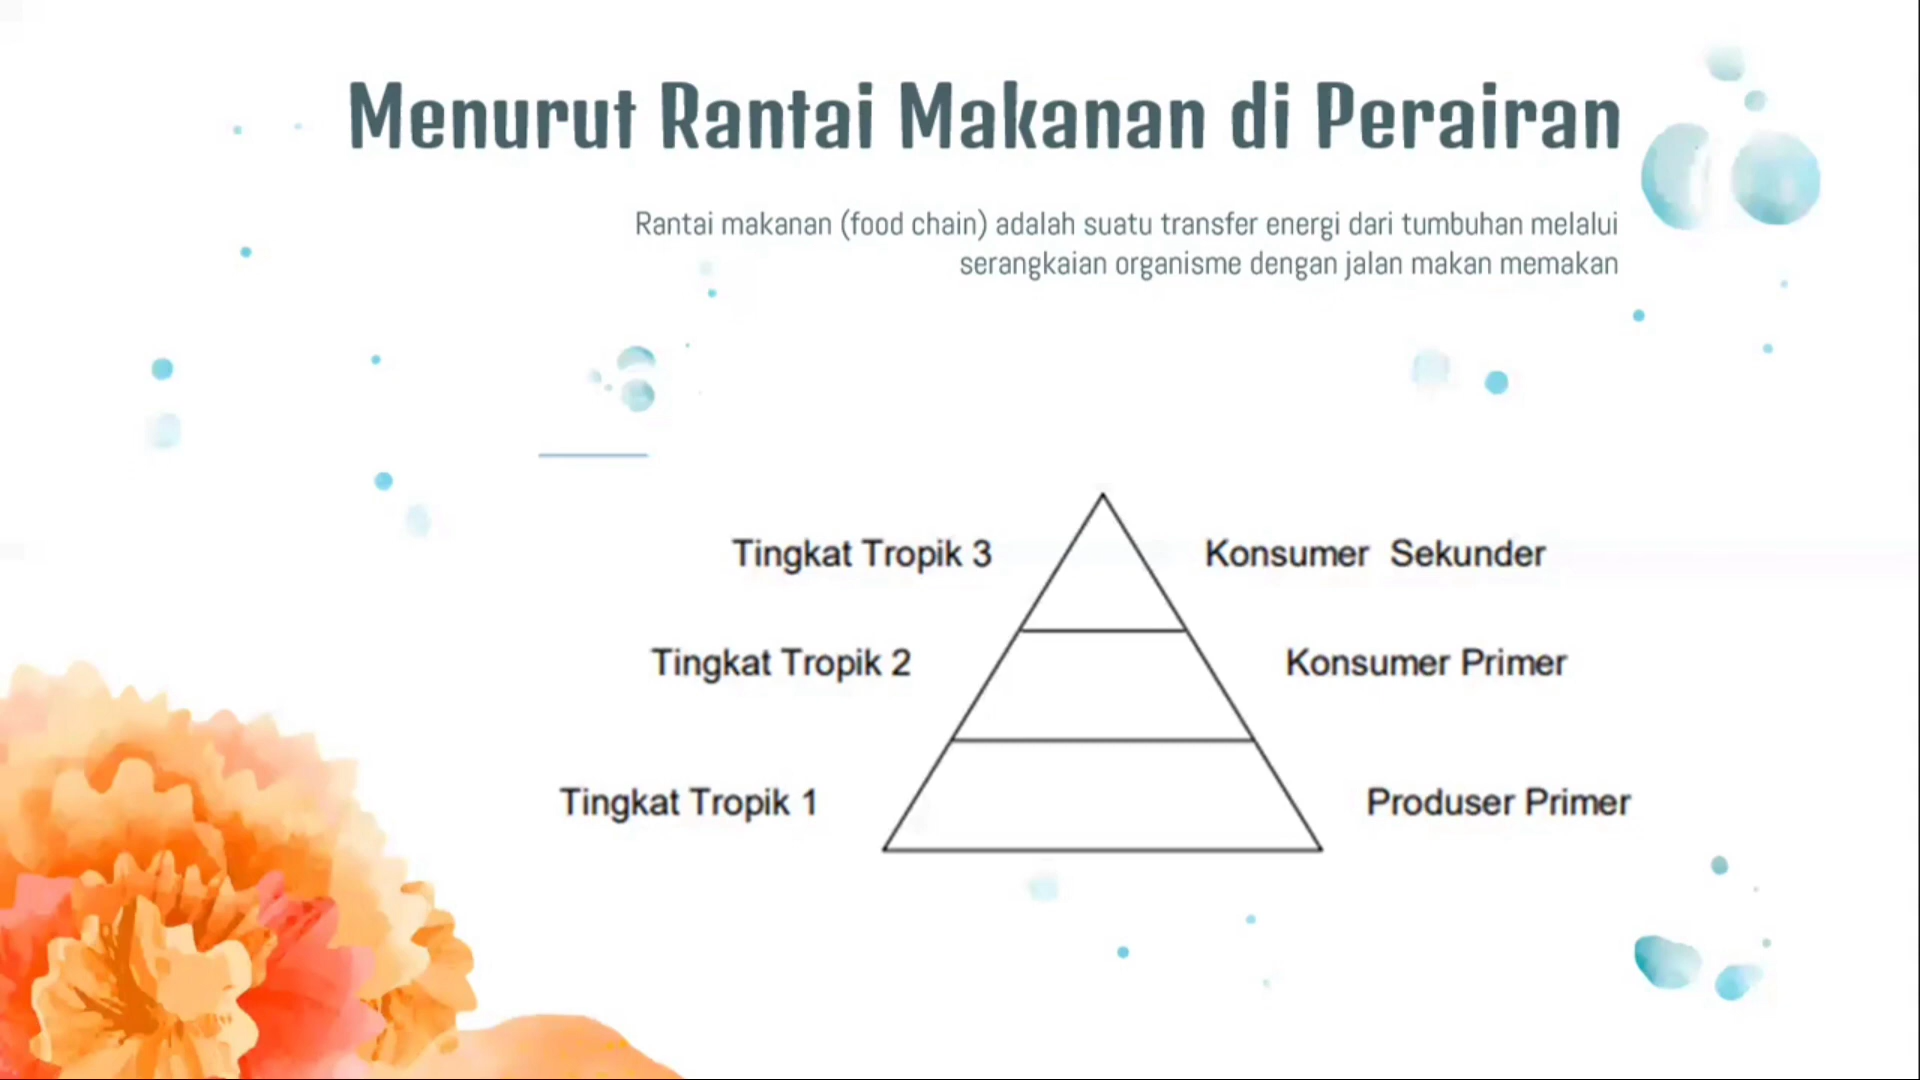 Menurut Rantai Makanan di Perairan
Rantai makanan (food chain) adalah suatu transfer energi dari tumbuhan melalui
serangkaian organisme dengan jalan makan memakan
Tingkat Tropik 3
Konsumer Sekunder
Tingkat Tropik 2
Konsumer Primer
Tingkat Tropik 1
Produser Primer